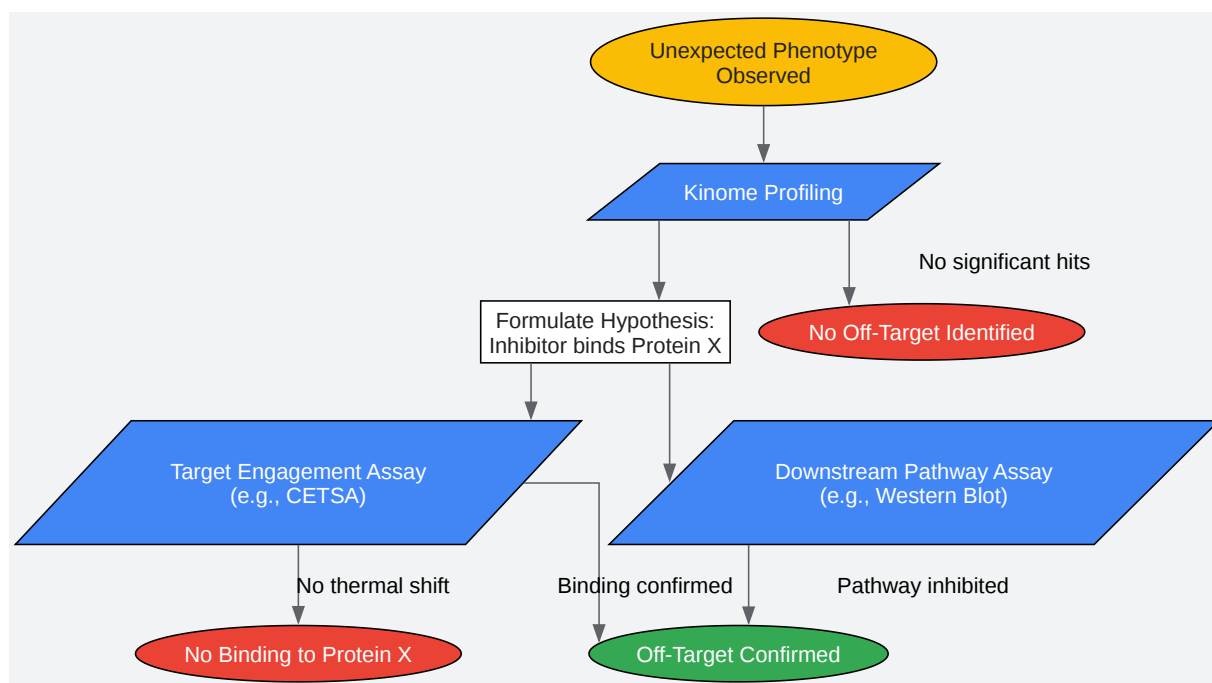 Unexpected Phenotype
Observed
Kinome Profiling
No significant hits
Formulate Hypothesis:
Inhibitor binds Protein X
No Off-Target Identified
Target Engagement Assay
(e.g., CETSA)
Downstream Pathway Assay
(e.g., Western Blot)
No thermal shift
Binding confirmed
Pathway inhibited
No Binding to Protein X
Off-Target Confirmed